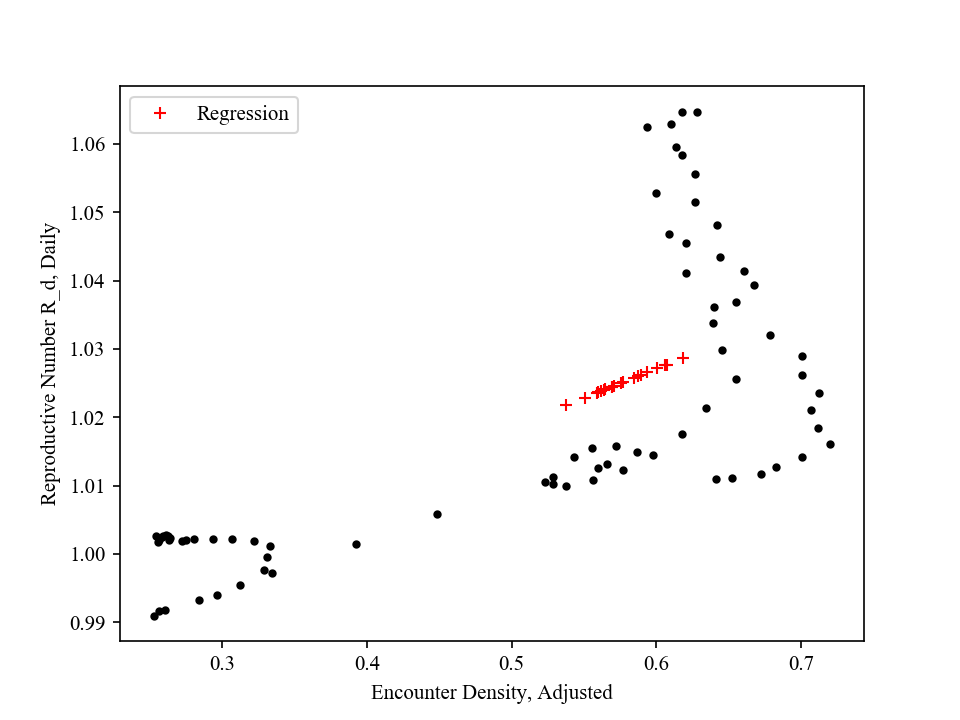 Regression
1.06
1.05
1.04
1.03
1.02
1.01
1.00
0.99
Reproductive Number R_d, Daily
0.3 0.4 0.5 0.6 0.7
Encounter Density, Adjusted